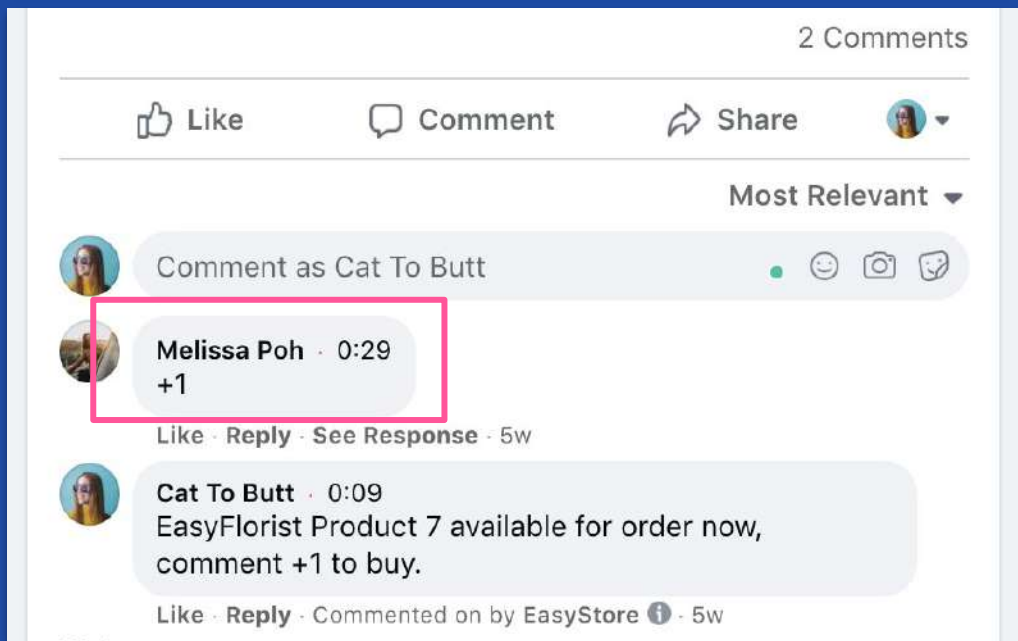 2 Comments
Like Comment Share
Most Relevant
Comment as Cat To Butt
Melissa Poh · 0:29
+1
Like · Reply · See Response · 5w
Cat To Butt · 0:09
EasyFlorist Product 7 available for order now,
comment +1 to buy.
Like · Reply · Commented on by EasyStore · 5w